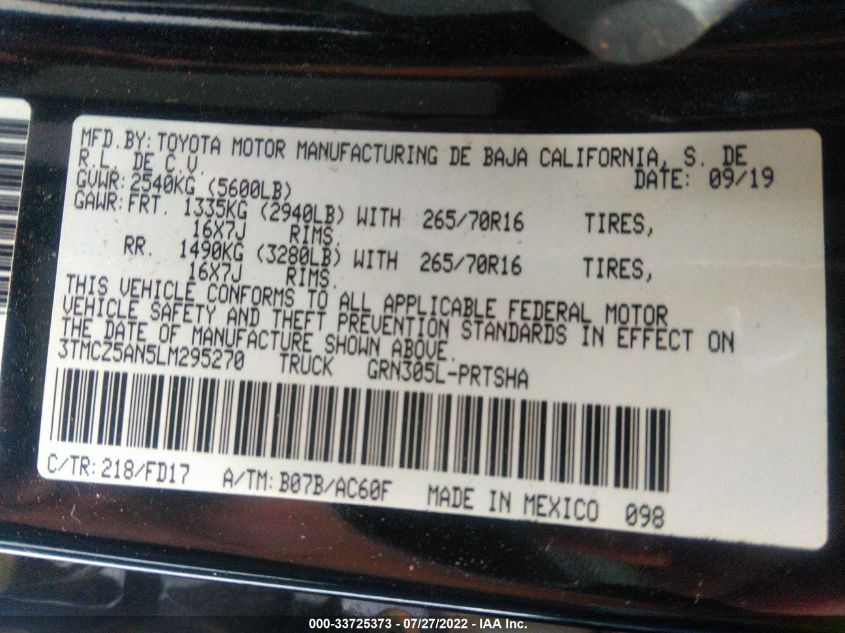 MFD.BY:TOYOTA MOTOR MANUFACTURING DE BAJA CALIFORNIA, S. DE
R.L. DE C.V. DATE: 09/19
GVWR:2540KG (5600LB)
GAWR:FRT. 1335KG (2940LB) WITH 265/70R16 TIRES,
16X7J RIMS,
RR. 1490KG (3280LB) WITH 265/70R16 TIRES,
16X7J RIMS.
THIS VEHICLE CONFORMS TO ALL APPLICABLE FEDERAL MOTOR
VEHICLE SAFETY AND THEFT PREVENTION STANDARDS IN EFFECT ON
THE DATE OF MANUFACTURE SHOWN ABOVE.
3TMCZ5AN5LM295270 TRUCK GRN305L-PRTSHA
C/TR:218/FD17 A/TM:B07B/AC60F MADE IN MEXICO 098
000-33725373 - 07/27/2022 - IAA Inc.